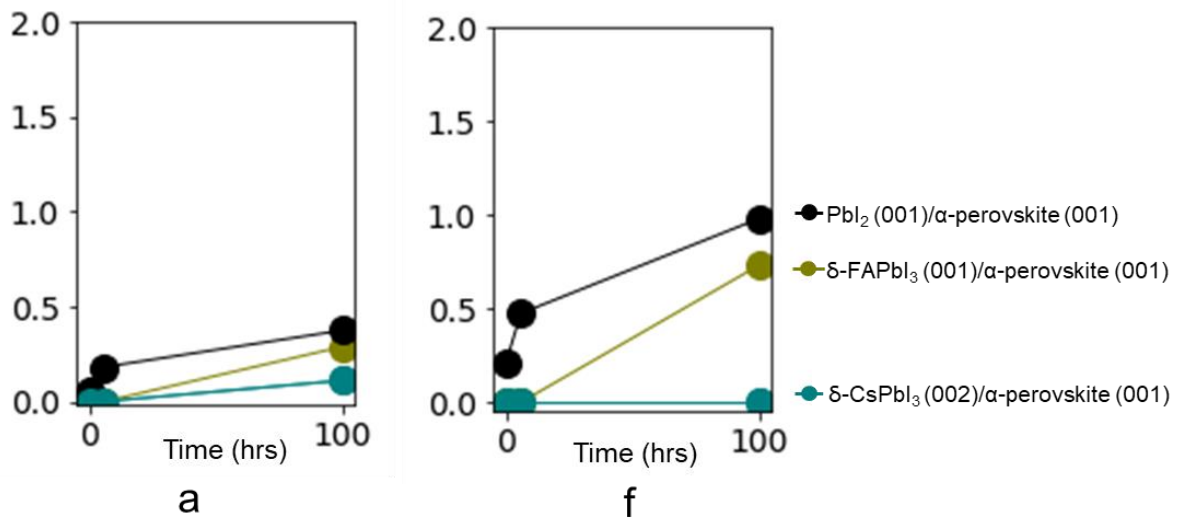 2.0
1.5
1.0
0.5
0.0
0
100
Time (hrs)
a
2.0
1.5
1.0
0.5
0.0
0
100
Time (hrs)
f
PbI₂ (001)/α-perovskite (001)
δ-FAPbI₃ (001)/α-perovskite (001)
δ-CsPbI₃ (002)/α-perovskite (001)